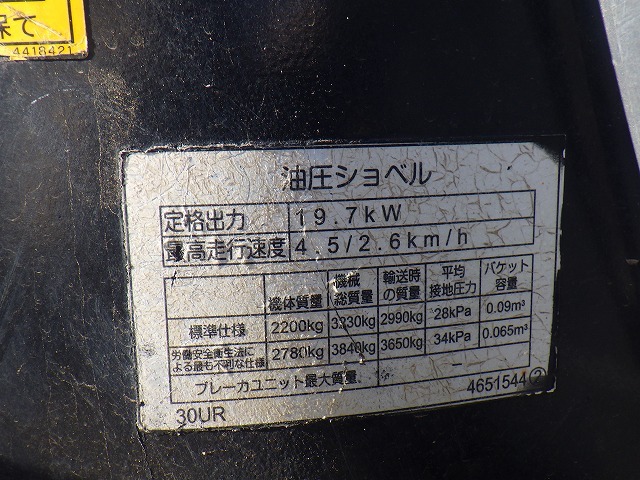 保て
4418421
油圧ショベル
定格出力 19.7kW
最高走行速度 4.5/2.6km/h
機体質量 機械総質量 輸送時の質量 平均接地圧力 バケット容量
標準仕様 2200kg 3330kg 2990kg 28kPa 0.09m³
労働安全衛生法による最も不利な仕様 2780kg 3840kg 3650kg 34kPa 0.065m³
ブレーカユニット最大質量 —
30UR 4651544②